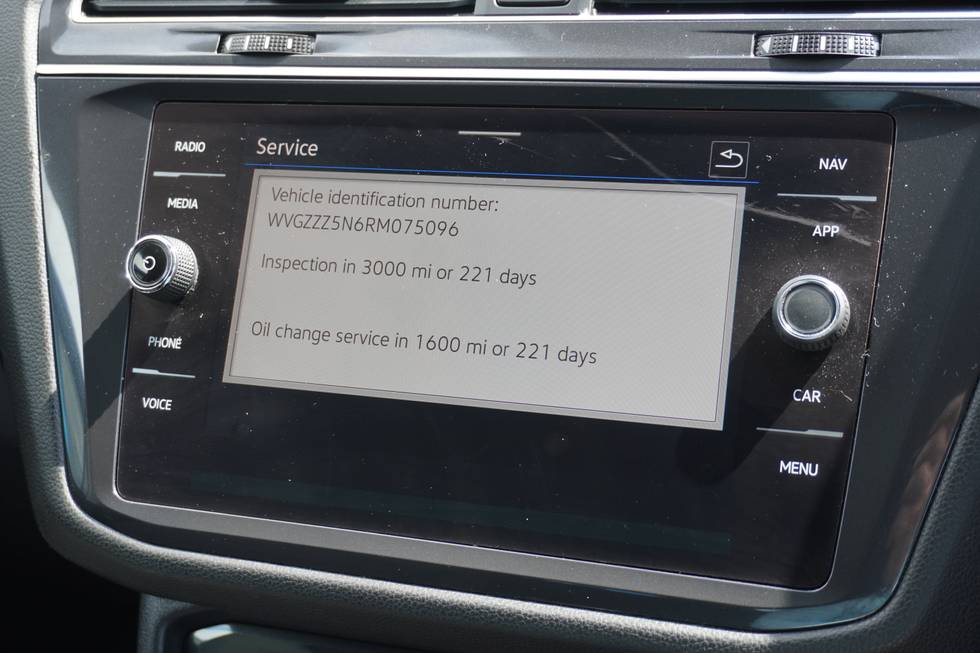 RADIO
MEDIA
PHONE
VOICE
Service
Vehicle identification number:
WVGZZZ5N6RM075096
Inspection in 3000 mi or 221 days
Oil change service in 1600 mi or 221 days
NAV
APP
CAR
MENU